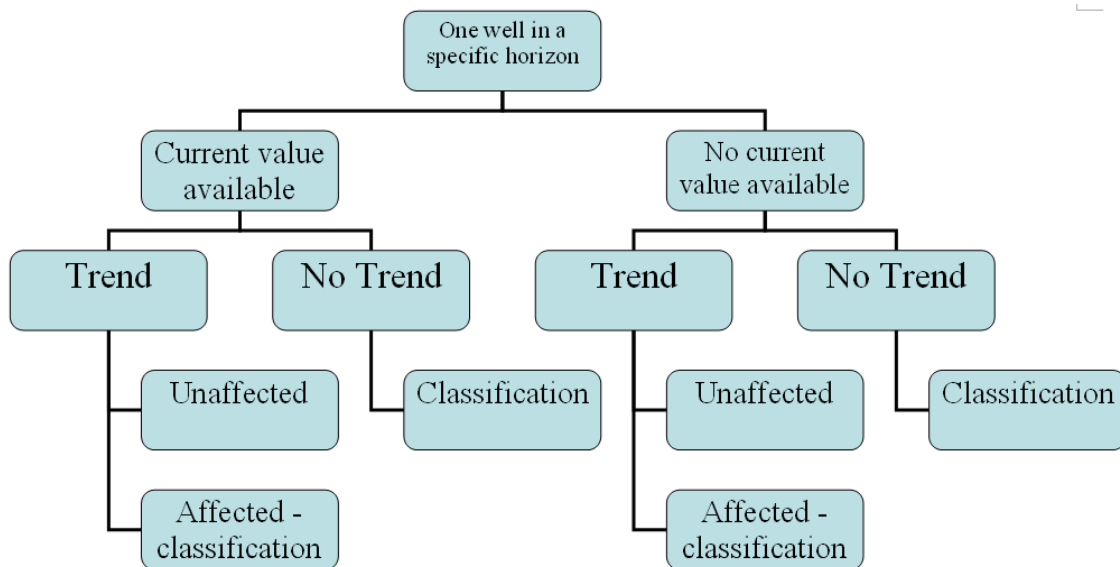 One well in a
specific horizon
Current value
available
No current
value available
Trend
No Trend
Trend
No Trend
Unaffected
Classification
Unaffected
Classification
Affected -
classification
Affected -
classification